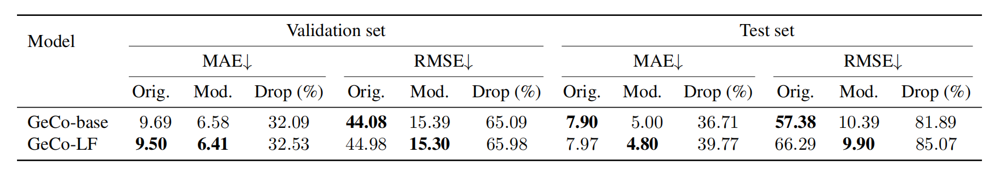 Model Validation set Test set
MAE↓ RMSE↓ MAE↓ RMSE↓
Orig. Mod. Drop (%) Orig. Mod. Drop (%) Orig. Mod. Drop (%) Orig. Mod. Drop (%)
GeCo-base 9.69 6.58 32.09 44.08 15.39 65.09 7.90 5.00 36.71 57.38 10.39 81.89
GeCo-LF 9.50 6.41 32.53 44.98 15.30 65.98 7.97 4.80 39.77 66.29 9.90 85.07